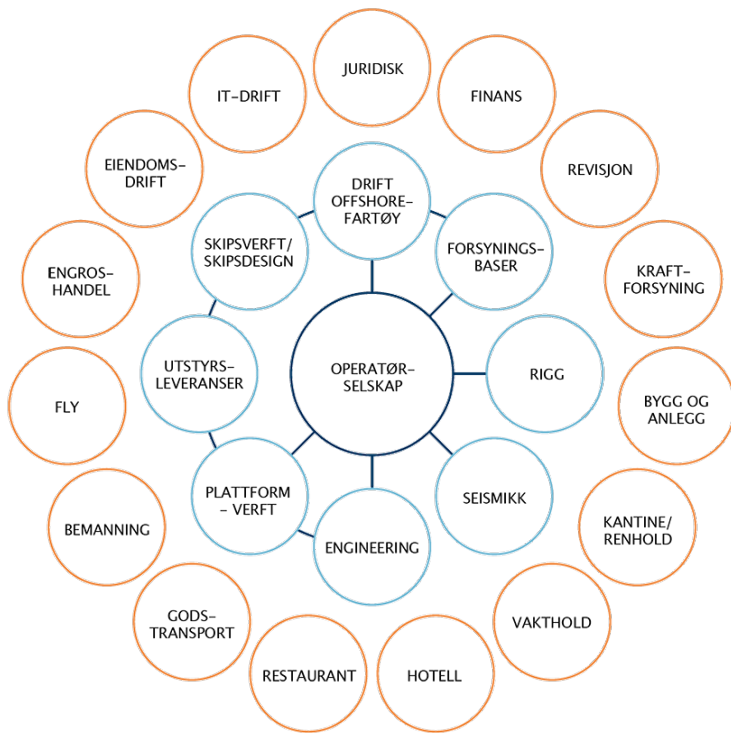 JURIDISK
IT-DRIFT
FINANS
EIENDOMS-
DRIFT
REVISJON
DRIFT
OFFSHORE-
FARTØY
SKIPSVERFT/
SKIPSDESIGN
FORSYNINGS-
BASER
ENGROS-
HANDEL
KRAFT-
FORSYNING
UTSTYRS-
LEVERANSER
OPERATØR-
SELSKAP
RIGG
FLY
BYGG OG
ANLEGG
PLATTFORM
- VERFT
SEISMIKK
BEMANNING
KANTINE/
RENHOLD
ENGINEERING
GODS-
TRANSPORT
VAKTHOLD
RESTAURANT
HOTELL